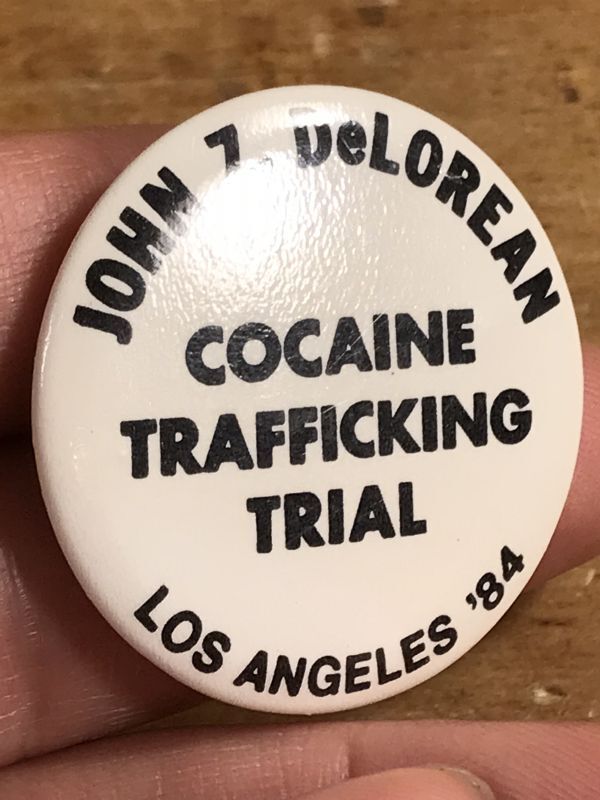 JOHN Z. DeLOREAN
COCAINE
TRAFFICKING
TRIAL
LOS ANGELES '84